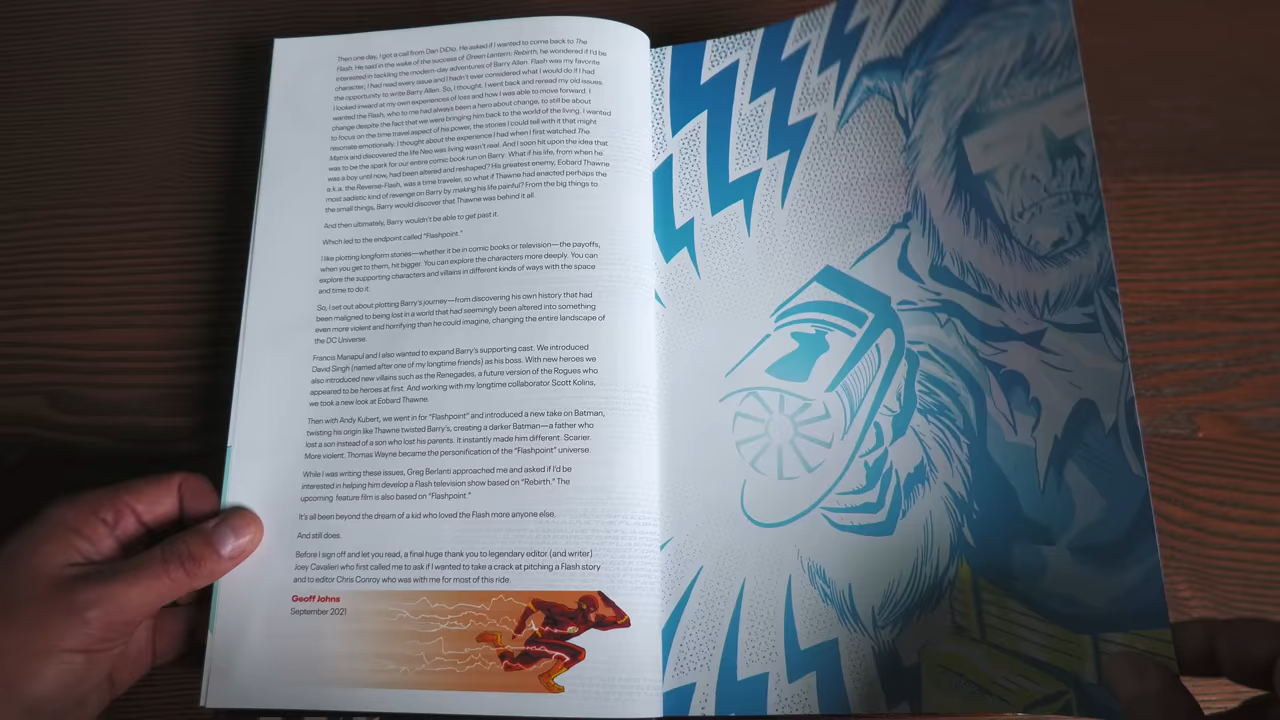 Then one day, I got a call from Dan DiDio. He asked if I wanted to come back to The
Flash. He said in the wake of the success of Green Lantern: Rebirth, he wondered if I'd be
interested in tackling the modern-day adventures of Barry Allen. Flash was my favorite
character; I had read every issue and I hadn't ever considered what I would do if I had
the opportunity to write Barry Allen. So, I thought. I went back and reread my old issues.
I looked inward at my own experiences of loss and how I was able to move forward. I
wanted the Flash, who to me had always been a hero about change, to still be about
change despite the fact that we were bringing him back to the world of the living. I wanted
to focus on the time travel aspect of his power, the stories I could tell with it that might
resonate emotionally. I thought about the experience I had when I first watched The
Matrix and discovered the life Neo was living wasn't real. And I soon hit upon the idea that
was to be the spark for our entire comic book run on Barry. What if his life, from when he
was a boy until now, had been altered and reshaped? His greatest enemy, Eobard Thawne
a.k.a. the Reverse-Flash, was a time traveler, so what if Thawne had enacted perhaps the
most sadistic kind of revenge on Barry by making his life painful? From the big things to
the small things, Barry would discover that Thawne was behind it all.
And then ultimately, Barry wouldn't be able to get past it.
Which led to the endpoint called "Flashpoint."
I like plotting longform stories—whether it be in comic books or television—the payoffs,
when you get to them, hit bigger. You can explore the characters more deeply. You can
explore the supporting characters and villains in different kinds of ways with the space
and time to do it.
So, I set out about plotting Barry's journey—from discovering his own history that had
been maligned to being lost in a world that had seemingly been altered into something
even more violent and horrifying than he could imagine, changing the entire landscape of
the DC Universe.
Francis Manapul and I also wanted to expand Barry's supporting cast. We introduced
David Singh (named after one of my longtime friends) as his boss. With new heroes we
also introduced new villains such as the Renegades, a future version of the Rogues who
appeared to be heroes at first. And working with my longtime collaborator Scott Kolins,
we took a new look at Eobard Thawne.
Then with Andy Kubert, we went in for "Flashpoint" and introduced a new take on Batman,
twisting his origin like Thawne twisted Barry's, creating a darker Batman—a father who
lost a son instead of a son who lost his parents. It instantly made him different. Scarier.
More violent. Thomas Wayne became the personification of the "Flashpoint" universe.
While I was writing these issues, Greg Berlanti approached me and asked if I'd be
interested in helping him develop a Flash television show based on "Rebirth." The
upcoming feature film is also based on "Flashpoint."
It's all been beyond the dream of a kid who loved the Flash more anyone else.
And still does.
Before I sign off and let you read, a final huge thank you to legendary editor (and writer)
Joey Cavalieri who first called me to ask if I wanted to take a crack at pitching a Flash story
and to editor Chris Conroy who was with me for most of this ride.
Geoff Johns
September 2021